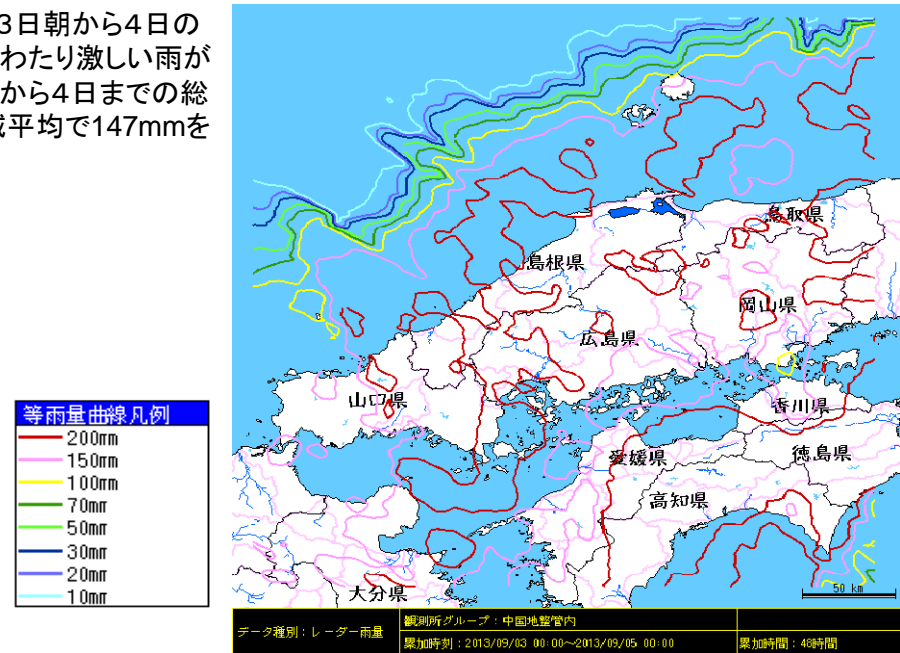 3日朝から4日の
わたり激しい雨が
から4日までの総
平均で147mmを
鳥取県
島根県
岡山県
広島県
山口県
香川県
愛媛県
徳島県
高知県
大分県
等雨量曲線凡例
200mm
150mm
100mm
70mm
50mm
30mm
20mm
10mm
50 km
データ種別：レーダー雨量
観測所グループ：中国地整管内
累加時刻：2013/09/03 00:00～2013/09/05 00:00
累加時間：48時間